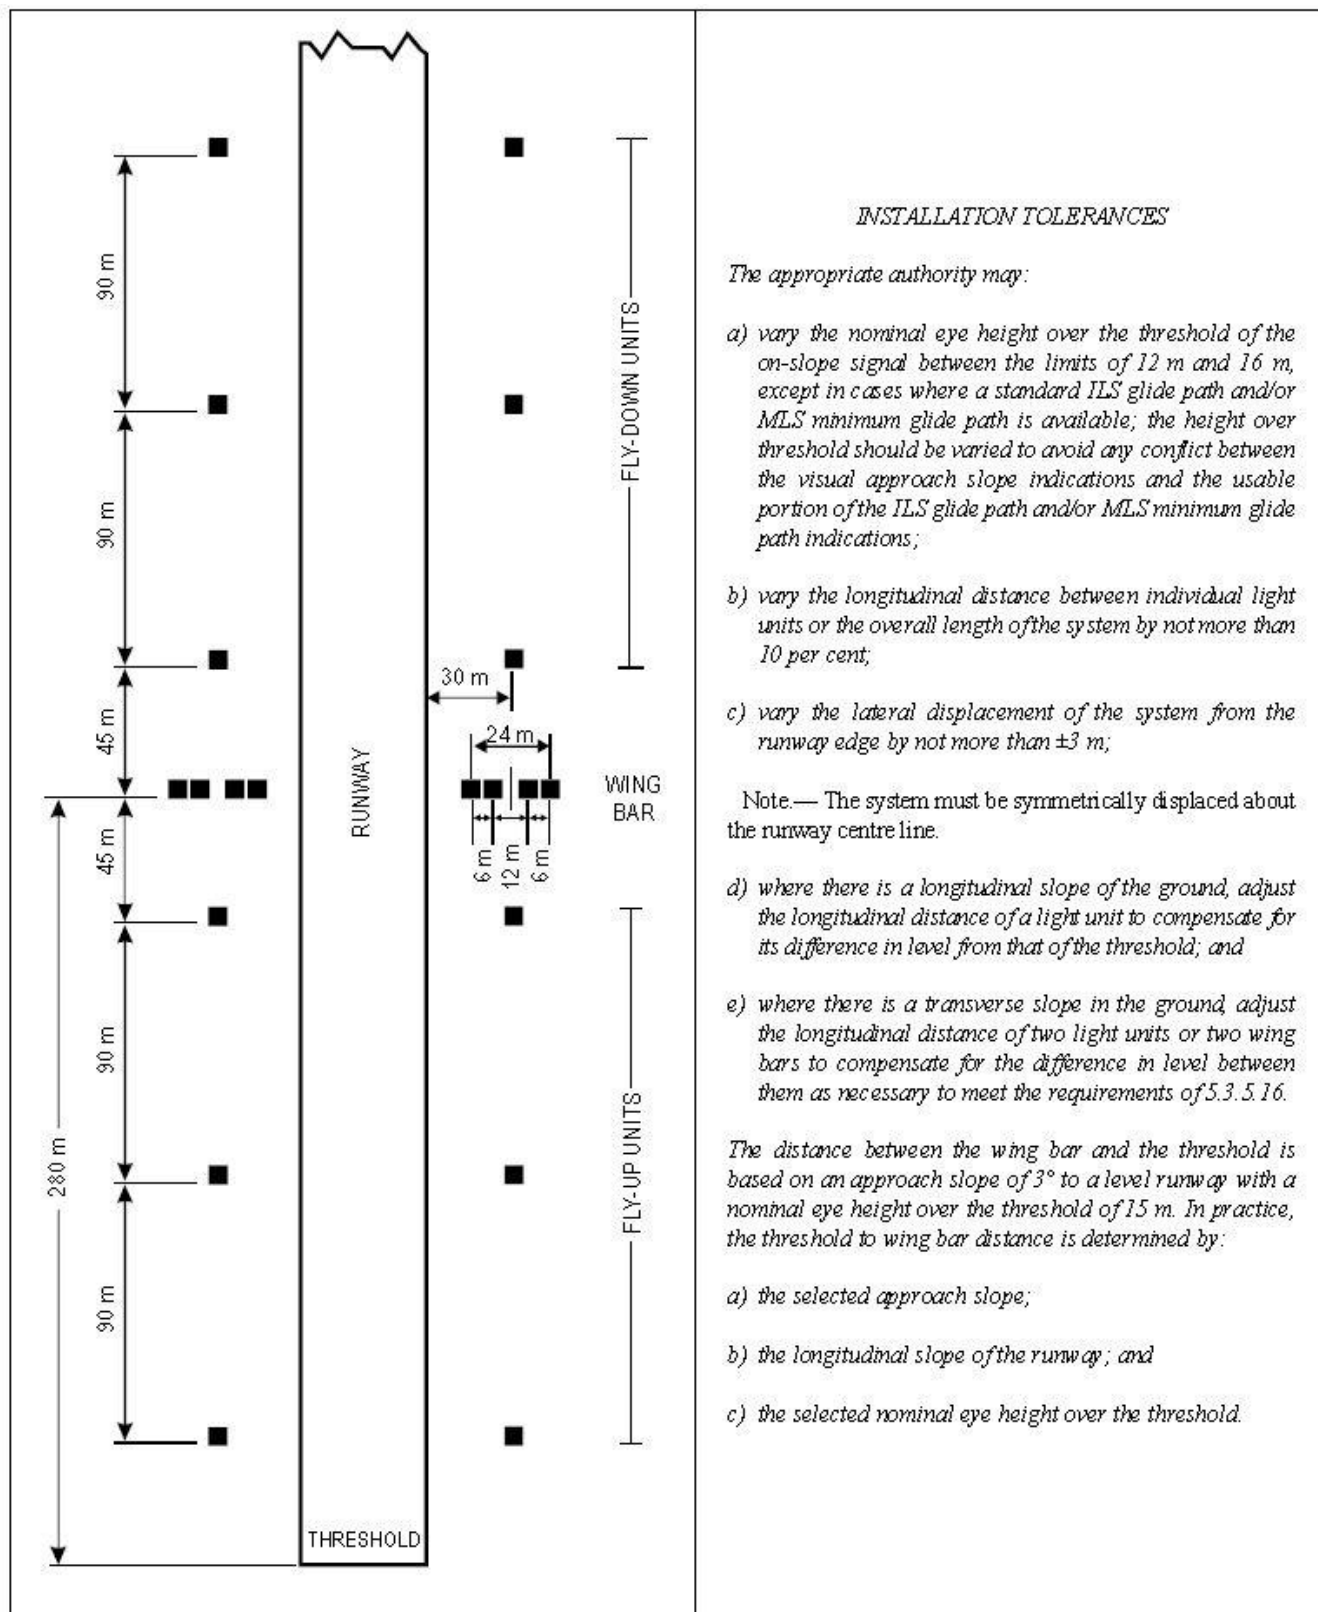 90 m
90 m
45 m
45 m
90 m
90 m
280 m
RUNWAY
THRESHOLD
30 m
24 m
6 m
12 m
6 m
FLY-DOWN UNITS
WING
BAR
FLY-UP UNITS
INSTALLATION TOLERANCES
The appropriate authority may:
a) vary the nominal eye height over the threshold of the
on-slope signal between the limits of 12 m and 16 m,
except in cases where a standard ILS glide path and/or
MLS minimum glide path is available; the height over
threshold should be varied to avoid any conflict between
the visual approach slope indications and the usable
portion of the ILS glide path and/or MLS minimum glide
path indications;
b) vary the longitudinal distance between individual light
units or the overall length of the system by not more than
10 per cent;
c) vary the lateral displacement of the system from the
runway edge by not more than ±3 m;
Note.— The system must be symmetrically displaced about
the runway centre line.
d) where there is a longitudinal slope of the ground, adjust
the longitudinal distance of a light unit to compensate for
its difference in level from that of the threshold; and
e) where there is a transverse slope in the ground, adjust
the longitudinal distance of two light units or two wing
bars to compensate for the difference in level between
them as necessary to meet the requirements of 5.3.5.16.
The distance between the wing bar and the threshold is
based on an approach slope of 3° to a level runway with a
nominal eye height over the threshold of 15 m. In practice,
the threshold to wing bar distance is determined by:
a) the selected approach slope;
b) the longitudinal slope of the runway; and
c) the selected nominal eye height over the threshold.